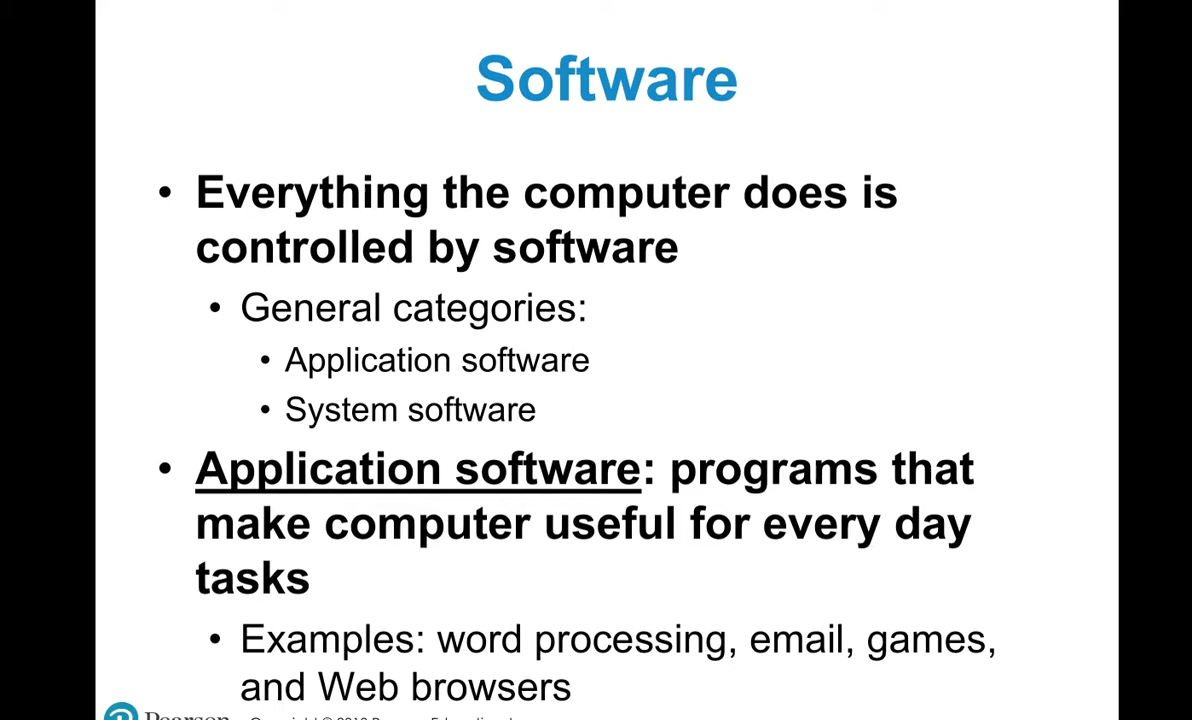 Software
• Everything the computer does is
controlled by software
• General categories:
• Application software
• System software
• Application software: programs that
make computer useful for every day
tasks
• Examples: word processing, email, games,
and Web browsers
Pearson